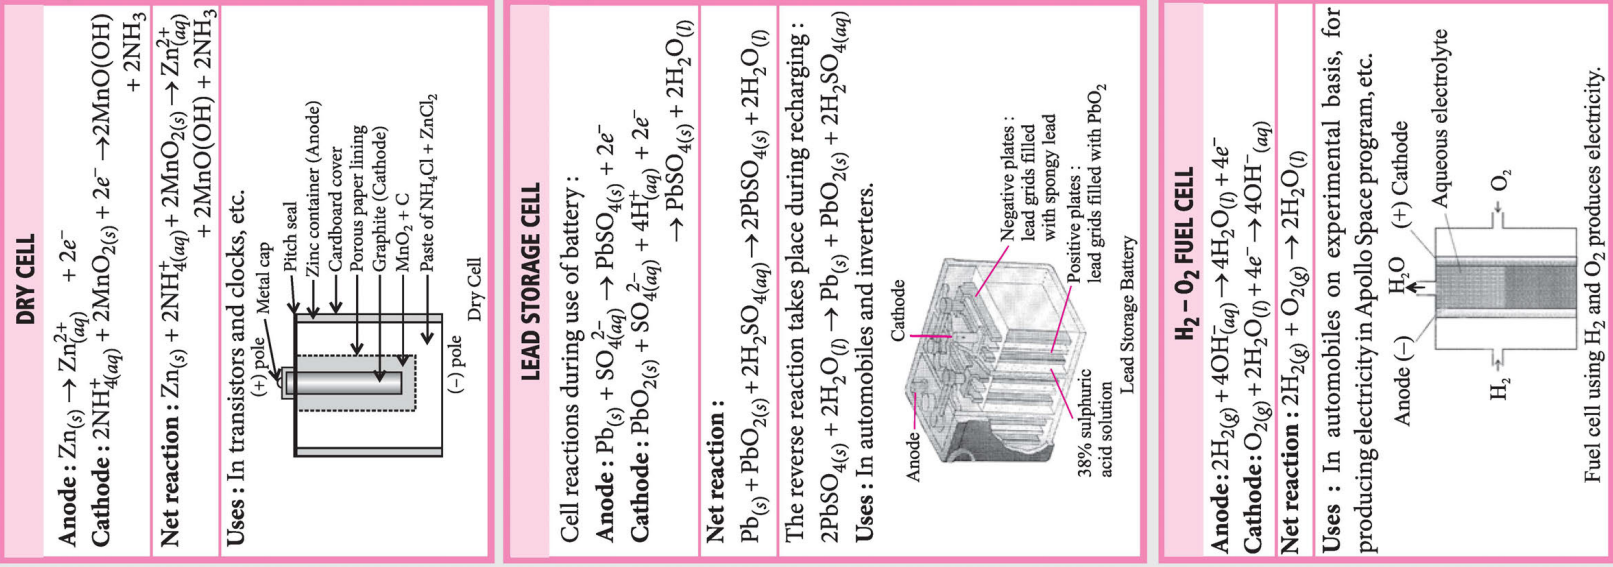 DRY CELL
Anode : Zn(s) → Zn²⁺(aq) + 2e⁻
Cathode : 2NH⁺4(aq) + 2MnO2(s) + 2e⁻ → 2MnO(OH)
+ 2NH3
Net reaction : Zn(s) + 2NH⁺4(aq) + 2MnO2(s) → Zn²⁺(aq)
+ 2MnO(OH) + 2NH3
Uses : In transistors and clocks, etc.
(+) pole
Metal cap
Pitch seal
Zinc container (Anode)
Cardboard cover
Porous paper lining
Graphite (Cathode)
MnO2 + C
Paste of NH4Cl + ZnCl2
(–) pole
Dry Cell
LEAD STORAGE CELL
Cell reactions during use of battery :
Anode : Pb(s) + SO²⁻4(aq) → PbSO4(s) + 2e⁻
Cathode : PbO2(s) + SO²⁻4(aq) + 4H⁺(aq) + 2e⁻
→ PbSO4(s) + 2H2O(l)
Net reaction :
Pb(s) + PbO2(s) + 2H2SO4(aq) → 2PbSO4(s) + 2H2O(l)
The reverse reaction takes place during recharging :
2PbSO4(s) + 2H2O(l) → Pb(s) + PbO2(s) + 2H2SO4(aq)
Uses : In automobiles and inverters.
Cathode
Anode
Negative plates :
lead grids filled
with spongy lead
Positive plates :
lead grids filled with PbO2
38% sulphuric
acid solution
Lead Storage Battery
H2 – O2 FUEL CELL
Anode : 2H2(g) + 4OH⁻(aq) → 4H2O(l) + 4e⁻
Cathode : O2(g) + 2H2O(l) + 4e⁻ → 4OH⁻(aq)
Net reaction : 2H2(g) + O2(g) → 2H2O(l)
Uses : In automobiles on experimental basis, for
producing electricity in Apollo Space program, etc.
Anode (–)
H2O
(+) Cathode
Aqueous electrolyte
H2
O2
Fuel cell using H2 and O2 produces electricity.